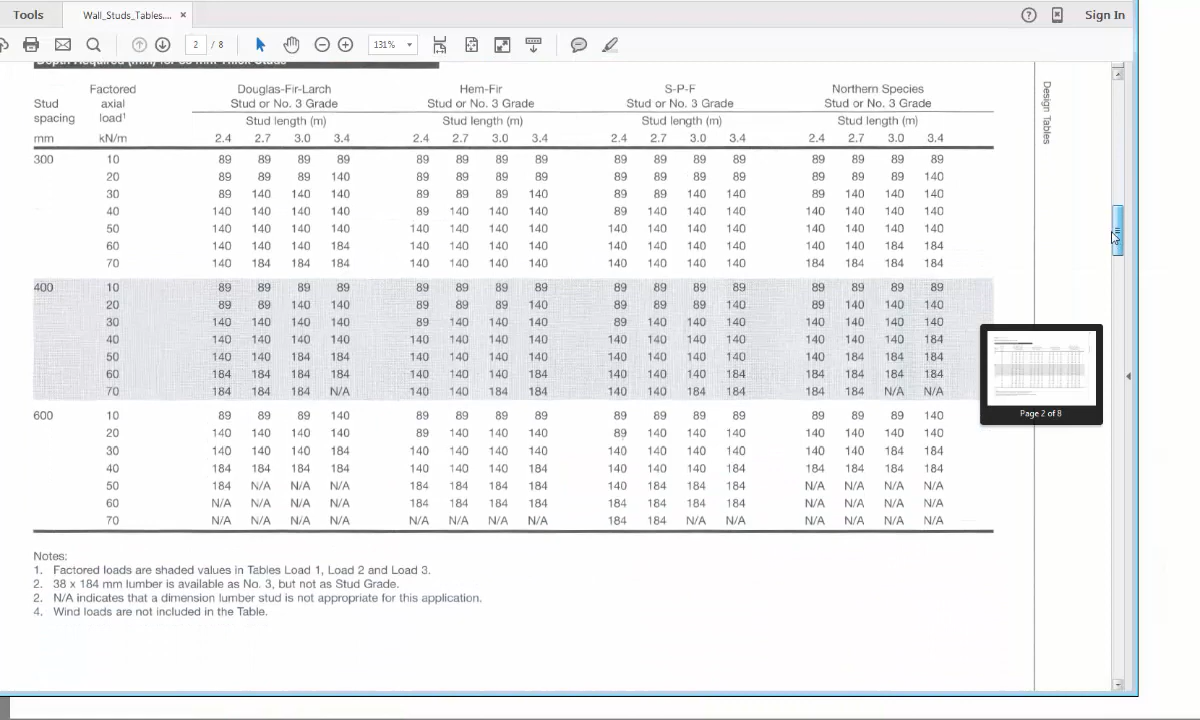 Tools Wall_Studs_Tables.... × Sign In
2 / 8 131%
Depth Required (mm) for 38 mm Thick Studs
Factored Douglas-Fir-Larch Hem-Fir S-P-F Northern Species
Stud axial Stud or No. 3 Grade Stud or No. 3 Grade Stud or No. 3 Grade Stud or No. 3 Grade
spacing load¹ Stud length (m) Stud length (m) Stud length (m) Stud length (m)
mm kN/m 2.4 2.7 3.0 3.4 2.4 2.7 3.0 3.4 2.4 2.7 3.0 3.4 2.4 2.7 3.0 3.4
300 10 89 89 89 89 89 89 89 89 89 89 89 89 89 89 89 89
20 89 89 89 140 89 89 89 89 89 89 89 89 89 89 89 140
30 89 140 140 140 89 89 89 140 89 89 140 140 89 140 140 140
40 140 140 140 140 89 140 140 140 89 140 140 140 140 140 140 140
50 140 140 140 140 140 140 140 140 140 140 140 140 140 140 140 140
60 140 140 140 184 140 140 140 140 140 140 140 140 140 140 184 184
70 140 184 184 184 140 140 140 140 140 140 140 140 184 184 184 184
400 10 89 89 89 89 89 89 89 89 89 89 89 89 89 89 89 89
20 89 89 140 140 89 89 89 140 89 89 89 140 89 140 140 140
30 140 140 140 140 89 140 140 140 89 140 140 140 140 140 140 140
40 140 140 140 140 140 140 140 140 140 140 140 140 140 140 140 184
50 140 140 184 184 140 140 140 140 140 140 140 140 140 184 184 184
60 184 184 184 184 140 140 140 184 140 140 140 184 184 184 184 184
70 184 184 184 N/A 140 140 184 184 140 140 184 184 184 184 N/A N/A
600 10 89 89 89 140 89 89 89 89 89 89 89 89 89 89 89 140
20 140 140 140 140 89 140 140 140 89 140 140 140 140 140 140 140
30 140 140 140 184 140 140 140 140 140 140 140 140 140 140 184 184
40 184 184 184 184 140 140 140 184 140 140 140 184 184 184 184 184
50 184 N/A N/A N/A 184 184 184 184 140 184 184 184 N/A N/A N/A N/A
60 N/A N/A N/A N/A 184 184 184 184 184 184 184 184 N/A N/A N/A N/A
70 N/A N/A N/A N/A N/A N/A N/A N/A 184 184 N/A N/A N/A N/A N/A N/A
Notes:
1. Factored loads are shaded values in Tables Load 1, Load 2 and Load 3.
2. 38 x 184 mm lumber is available as No. 3, but not as Stud Grade.
2. N/A indicates that a dimension lumber stud is not appropriate for this application.
4. Wind loads are not included in the Table.
Design Tables
Page 2 of 8